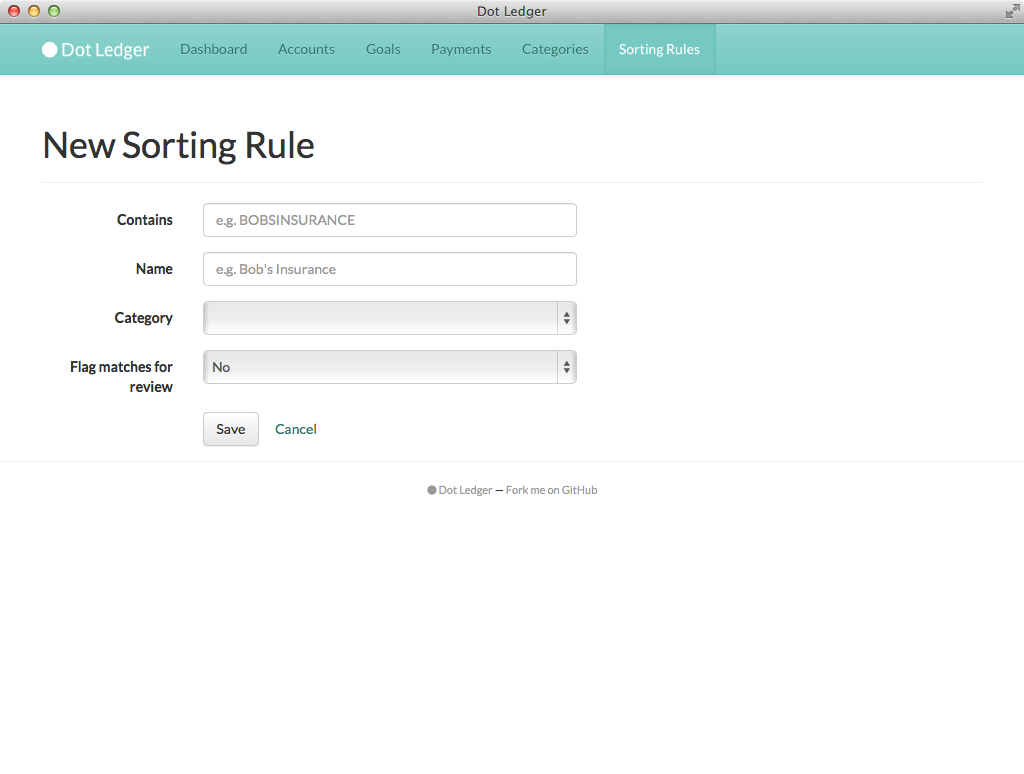 Dot Ledger
Dot Ledger Dashboard Accounts Goals Payments Categories Sorting Rules
New Sorting Rule
Contains e.g. BOBSINSURANCE
Name e.g. Bob's Insurance
Category
Flag matches for review No
Save Cancel
Dot Ledger — Fork me on GitHub